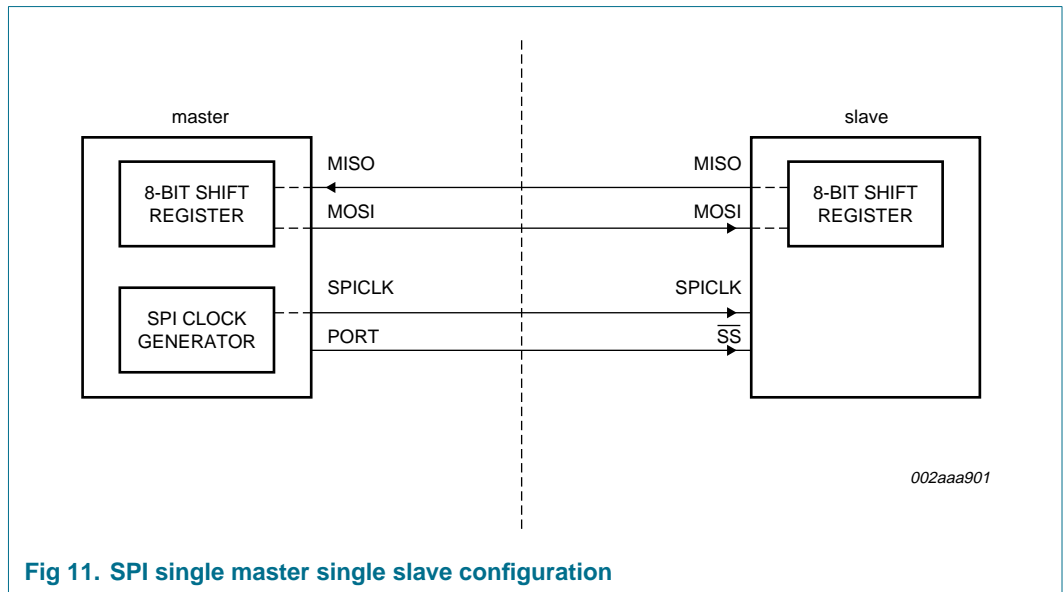 master
slave
MISO
MISO
8-BIT SHIFT
REGISTER
8-BIT SHIFT
REGISTER
MOSI
MOSI
SPICLK
SPICLK
SPI CLOCK
GENERATOR
PORT
S̅S̅
002aaa901
Fig 11. SPI single master single slave configuration